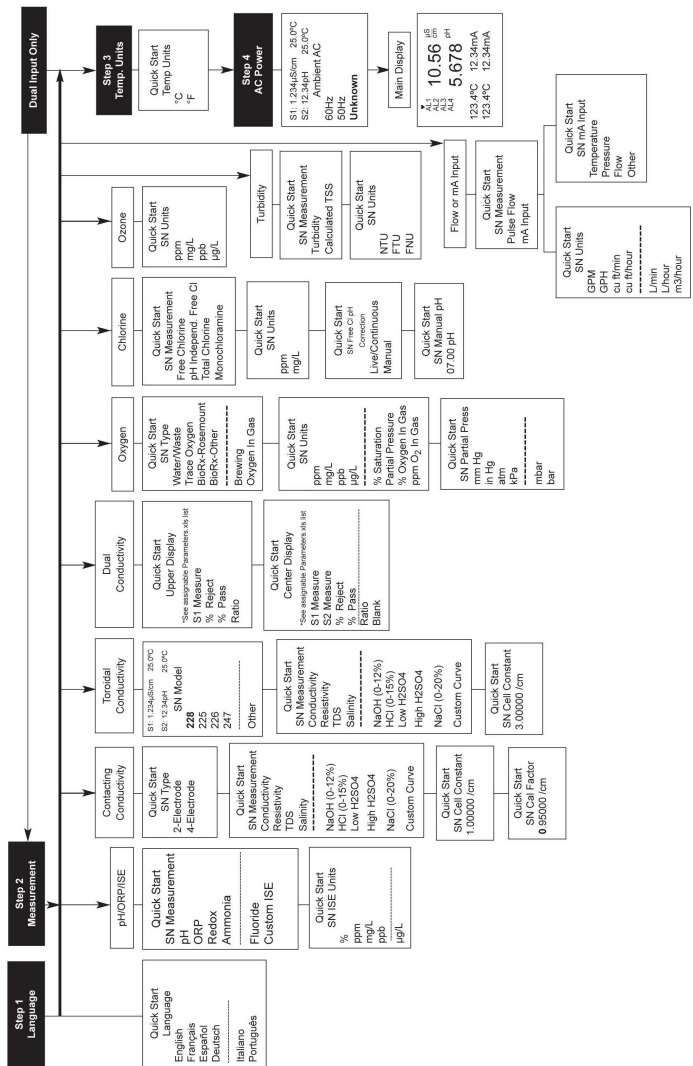 Step 1
Language
Quick Start
Language
English
Français
Español
Deutsch
Italiano
Português
Step 2
Measurement
pH/ORP/ISE
Quick Start
SN Measurement
pH
ORP
Redox
Ammonia
Fluoride
Custom ISE
Quick Start
SN ISE Units
%
ppm
mg/L
ppb
µg/L
Contacting
Conductivity
Quick Start
SN Type
2-Electrode
4-Electrode
Quick Start
SN Measurement
Conductivity
Resistivity
TDS
Salinity
NaOH (0-12%)
HCl (0-15%)
Low H2SO4
High H2SO4
NaCl (0-20%)
Custom Curve
Quick Start
SN Cell Constant
1.00000 /cm
Quick Start
SN Cal Factor
0.95000 /cm
Toroidal
Conductivity
S1: 1.234µS/cm 25.0ºC
S2: 12.34pH 25.0ºC
SN Model
228
225
226
247
Other
Quick Start
SN Measurement
Conductivity
Resistivity
TDS
Salinity
NaOH (0-12%)
HCl (0-15%)
Low H2SO4
High H2SO4
NaCl (0-20%)
Custom Curve
Quick Start
SN Cell Constant
3.00000 /cm
Dual
Conductivity
Quick Start
Upper Display
*See assignable Parameters.xls list
S1 Measure
% Reject
% Pass
Ratio
Quick Start
Center Display
*See assignable Parameters.xls list
S1 Measure
S2 Measure
% Reject
% Pass
Ratio
Blank
Oxygen
Quick Start
SN Type
Water/Waste
Trace Oxygen
BioRx-Rosemount
BioRx-Other
Brewing
Oxygen In Gas
Quick Start
SN Units
ppm
mg/L
ppb
µg/L
% Saturation
Partial Pressure
% Oxygen In Gas
ppm O2 In Gas
Quick Start
SN Partial Press
mm Hg
in Hg
atm
kPa
mbar
bar
Chlorine
Quick Start
SN Measurement
Free Chlorine
pH Independ. Free Cl
Total Chlorine
Monochloramine
Quick Start
SN Units
ppm
mg/L
Quick Start
SN Free Cl pH
Correction
Live/Continuous
Manual
Quick Start
SN Manual pH
07.00 pH
Ozone
Quick Start
SN Units
ppm
mg/L
ppb
µg/L
Turbidity
Quick Start
SN Measurement
Turbidity
Calculated TSS
Quick Start
SN Units
NTU
FTU
FNU
Flow or mA Input
Quick Start
SN Measurement
Pulse Flow
mA Input
Quick Start
SN Units
GPM
GPH
cu ft/min
cu ft/hour
L/min
L/hour
m3/hour
Quick Start
SN mA Input
Temperature
Pressure
Flow
Other
Dual Input Only
Step 3
Temp. Units
Quick Start
Temp Units
°C
°F
Step 4
AC Power
S1: 1.234µS/cm 25.0ºC
S2: 12.34pH 25.0ºC
Ambient AC
60Hz
50Hz
Unknown
Main Display
▼
AL1
AL2
AL3
AL4
10.56 µS cm
5.678 pH
123.4ºC 12.34mA
123.4ºC 12.34mA